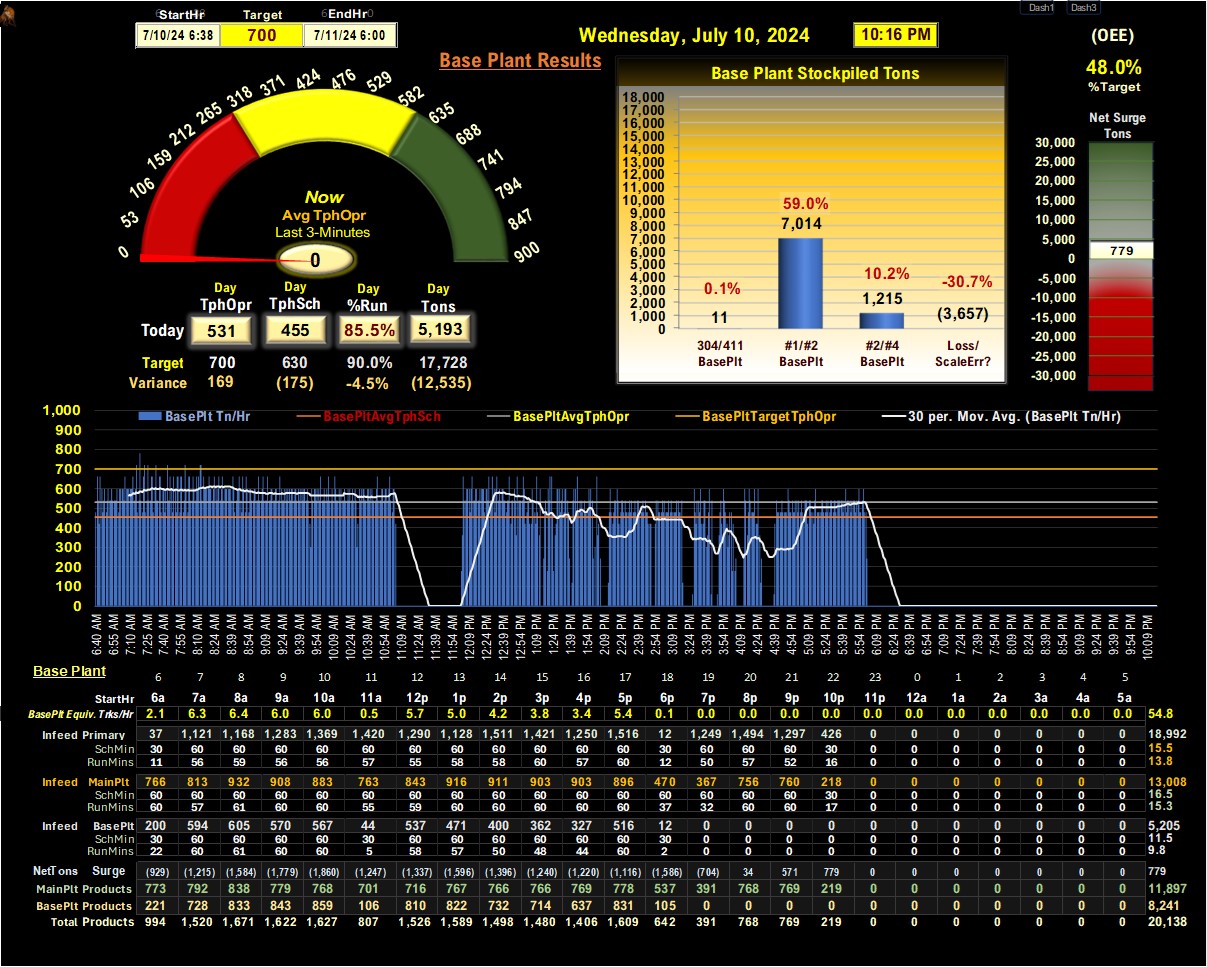 Dash1 Dash3
StartHr Target EndHr
7/10/24 6:38 700 7/11/24 6:00
Wednesday, July 10, 2024 10:16 PM
(OEE)
48.0%
%Target
Base Plant Results
0 53 106 159 212 265 318 371 424 476 529 582 635 688 741 794 847 900
Now
Avg TphOpr
Last 3-Minutes
0
Day Day Day Day
TphOpr TphSch %Run Tons
Today 531 455 85.5% 5,193
Target 700 630 90.0% 17,728
Variance 169 (175) -4.5% (12,535)
Base Plant Stockpiled Tons
18,000
17,000
16,000
15,000
14,000
13,000
12,000
11,000
10,000
9,000
8,000
7,000
6,000
5,000
4,000
3,000
2,000
1,000
0
0.1% 59.0% 10.2% -30.7%
11 7,014 1,215 (3,657)
304/411 #1/#2 #2/#4 Loss/
BasePlt BasePlt BasePlt ScaleErr?
Net Surge
Tons
30,000
25,000
20,000
15,000
10,000
5,000
0
-5,000
-10,000
-15,000
-20,000
-25,000
-30,000
779
BasePlt Tn/Hr BasePltAvgTphSch BasePltAvgTphOpr BasePltTargetTphOpr 30 per. Mov. Avg. (BasePlt Tn/Hr)
1,000
900
800
700
600
500
400
300
200
100
0
6:40 AM 6:55 AM 7:10 AM 7:25 AM 7:40 AM 7:55 AM 8:10 AM 8:24 AM 8:39 AM 8:54 AM 9:09 AM 9:24 AM 9:39 AM 9:54 AM 10:09 AM 10:24 AM 10:39 AM 10:54 AM 11:09 AM 11:39 AM 11:54 AM 12:09 PM 12:24 PM 12:39 PM 12:54 PM 1:09 PM 1:24 PM 1:39 PM 1:54 PM 2:09 PM 2:24 PM 2:39 PM 2:54 PM 3:09 PM 3:24 PM 3:39 PM 3:54 PM 4:09 PM 4:24 PM 4:39 PM 4:54 PM 5:09 PM 5:24 PM 5:39 PM 5:54 PM 6:09 PM 6:24 PM 6:39 PM 6:54 PM 7:09 PM 7:24 PM 7:39 PM 7:54 PM 8:09 PM 8:24 PM 8:39 PM 8:54 PM 9:09 PM 9:24 PM 9:39 PM 9:54 PM 10:09 PM
Base Plant 6 7 8 9 10 11 12 13 14 15 16 17 18 19 20 21 22 23 0 1 2 3 4 5
StartHr 6a 7a 8a 9a 10a 11a 12p 1p 2p 3p 4p 5p 6p 7p 8p 9p 10p 11p 12a 1a 2a 3a 4a 5a
BasePlt Equiv. Trks/Hr 2.1 6.3 6.4 6.0 6.0 0.5 5.7 5.0 4.2 3.8 3.4 5.4 0.1 0.0 0.0 0.0 0.0 0.0 0.0 0.0 0.0 0.0 0.0 0.0 54.8
Infeed Primary 37 1,121 1,168 1,283 1,369 1,420 1,290 1,128 1,511 1,421 1,250 1,516 12 1,249 1,494 1,297 426 0 0 0 0 0 0 0 18,992
SchMin 30 60 60 60 60 60 60 60 60 60 60 60 30 60 60 60 30 0 0 0 0 0 0 0 15.5
RunMins 11 56 59 56 56 57 55 58 58 60 57 60 12 50 57 52 16 0 0 0 0 0 0 0 13.8
Infeed MainPlt 766 813 932 908 883 763 843 916 911 903 903 896 470 367 756 760 218 0 0 0 0 0 0 0 13,008
SchMin 60 60 60 60 60 60 60 60 60 60 60 60 60 60 60 60 30 0 0 0 0 0 0 0 16.5
RunMins 60 57 61 60 60 55 59 60 60 60 60 60 37 32 60 60 17 0 0 0 0 0 0 0 15.3
Infeed BasePlt 200 594 605 570 567 44 537 471 400 362 327 516 12 0 0 0 0 0 0 0 0 0 0 0 5,205
SchMin 30 60 60 60 60 30 60 60 60 60 60 60 30 0 0 0 0 0 0 0 0 0 0 0 11.5
RunMins 22 60 61 60 60 5 58 57 50 48 44 60 2 0 0 0 0 0 0 0 0 0 0 0 9.8
NetTons Surge (929) (1,215) (1,584) (1,779) (1,860) (1,247) (1,337) (1,596) (1,396) (1,240) (1,220) (1,116) (1,586) (704) 34 571 779 0 0 0 0 0 0 0 779
MainPlt Products 773 792 838 779 768 701 716 767 766 766 769 778 537 391 768 769 219 0 0 0 0 0 0 0 11,897
BasePlt Products 221 728 833 843 859 106 810 822 732 714 637 831 105 0 0 0 0 0 0 0 0 0 0 0 8,241
Total Products 994 1,520 1,671 1,622 1,627 807 1,526 1,589 1,498 1,480 1,406 1,609 642 391 768 769 219 0 0 0 0 0 0 0 20,138